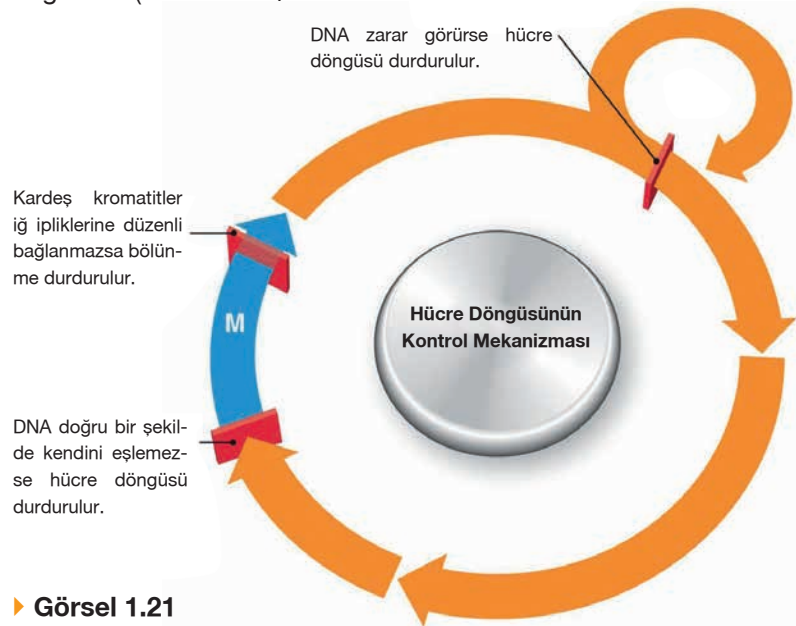 DNA zarar görürse hücre
döngüsü durdurulur.
Kardeş kromatitler
iğ ipliklerine düzenli
bağlanmazsa bölün-
me durdurulur.
M
Hücre Döngüsünün
Kontrol Mekanizması
DNA doğru bir şekil-
de kendini eşlemez-
se hücre döngüsü
durdurulur.
Görsel 1.21